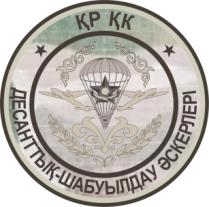 ҚР ҚК
ДЕСАНТТЫҚ-ШАБУЫЛДАУ ӘСКЕРЛЕРІ